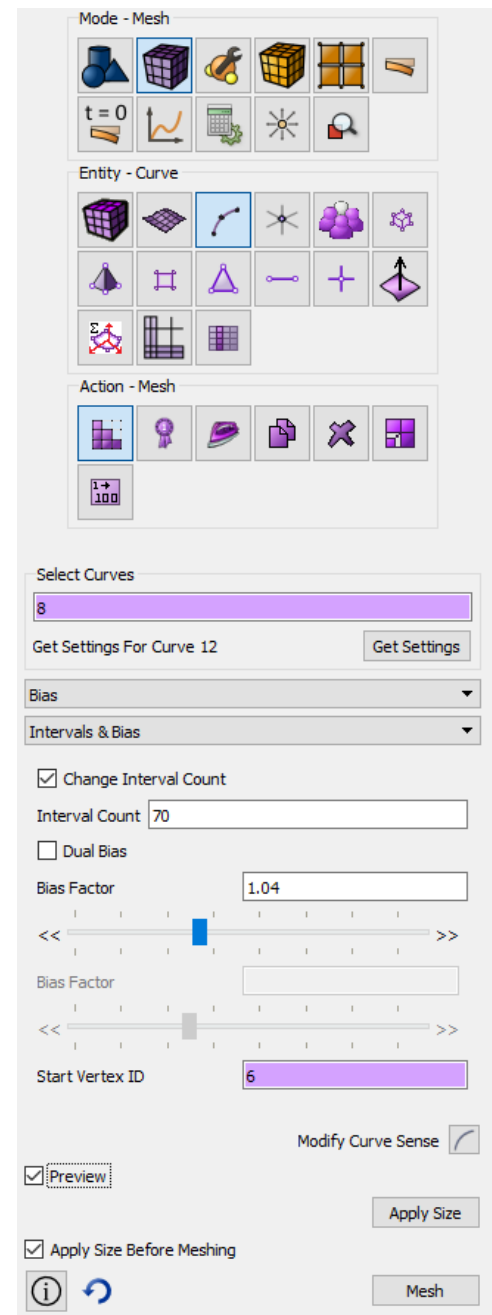 Mode - Mesh
t = 0
Entity - Curve
Σ
Action - Mesh
1→
100
Select Curves
8
Get Settings For Curve 12 Get Settings
Bias
Intervals & Bias
Change Interval Count
Interval Count 70
Dual Bias
Bias Factor 1.04
<< >>
Bias Factor
<< >>
Start Vertex ID 6
Modify Curve Sense
Preview
Apply Size
Apply Size Before Meshing
i Mesh